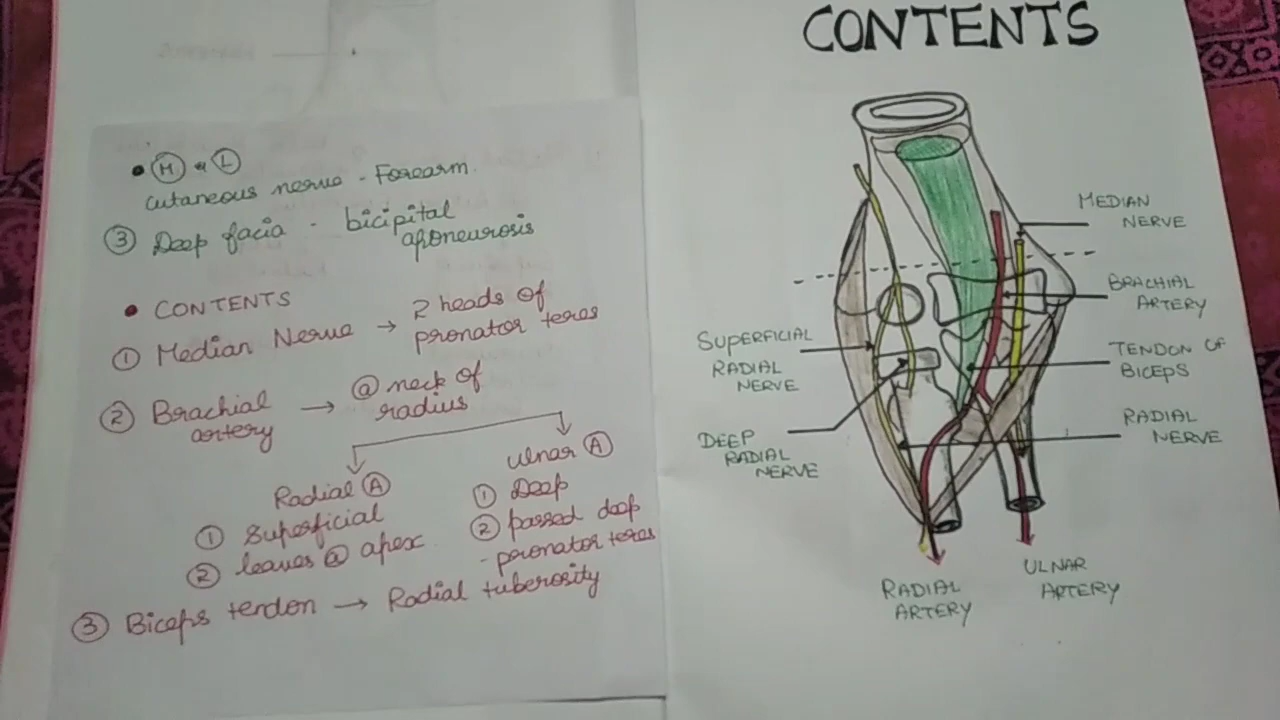 • (M) & (L)
cutaneous nerve - Forearm.
③ Deep facia - bicipital
aponeurosis
• CONTENTS
① Median Nerve → 2 heads of
pronator teres
② Brachial → @ neck of
artery radius
Radial (A)
① Superficial
② leaves @ apex
ulnar (A)
① Deep
② passed deep
- pronator teres
③ Biceps tendon → Radial tuberosity
CONTENTS
MEDIAN
NERVE
BRACHIAL
ARTERY
SUPERFICIAL
RADIAL
NERVE
TENDON OF
BICEPS
DEEP
RADIAL
NERVE
RADIAL
NERVE
RADIAL
ARTERY
ULNAR
ARTERY